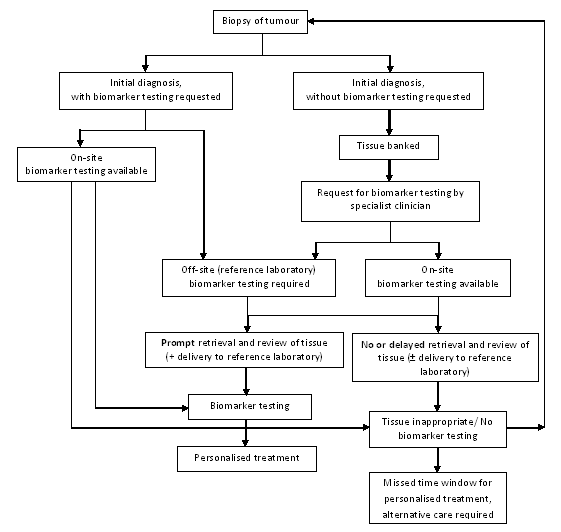 Biopsy of tumour
Initial diagnosis,
with biomarker testing requested
Initial diagnosis,
without biomarker testing requested
Tissue banked
On-site
biomarker testing available
Request for biomarker testing by
specialist clinician
Off-site (reference laboratory)
biomarker testing required
On-site
biomarker testing available
Prompt retrieval and review of tissue
(+ delivery to reference laboratory)
No or delayed retrieval and review of
tissue (± delivery to reference
laboratory)
Biomarker testing
Tissue inappropriate/ No
biomarker testing
Personalised treatment
Missed time window for
personalised treatment,
alternative care required